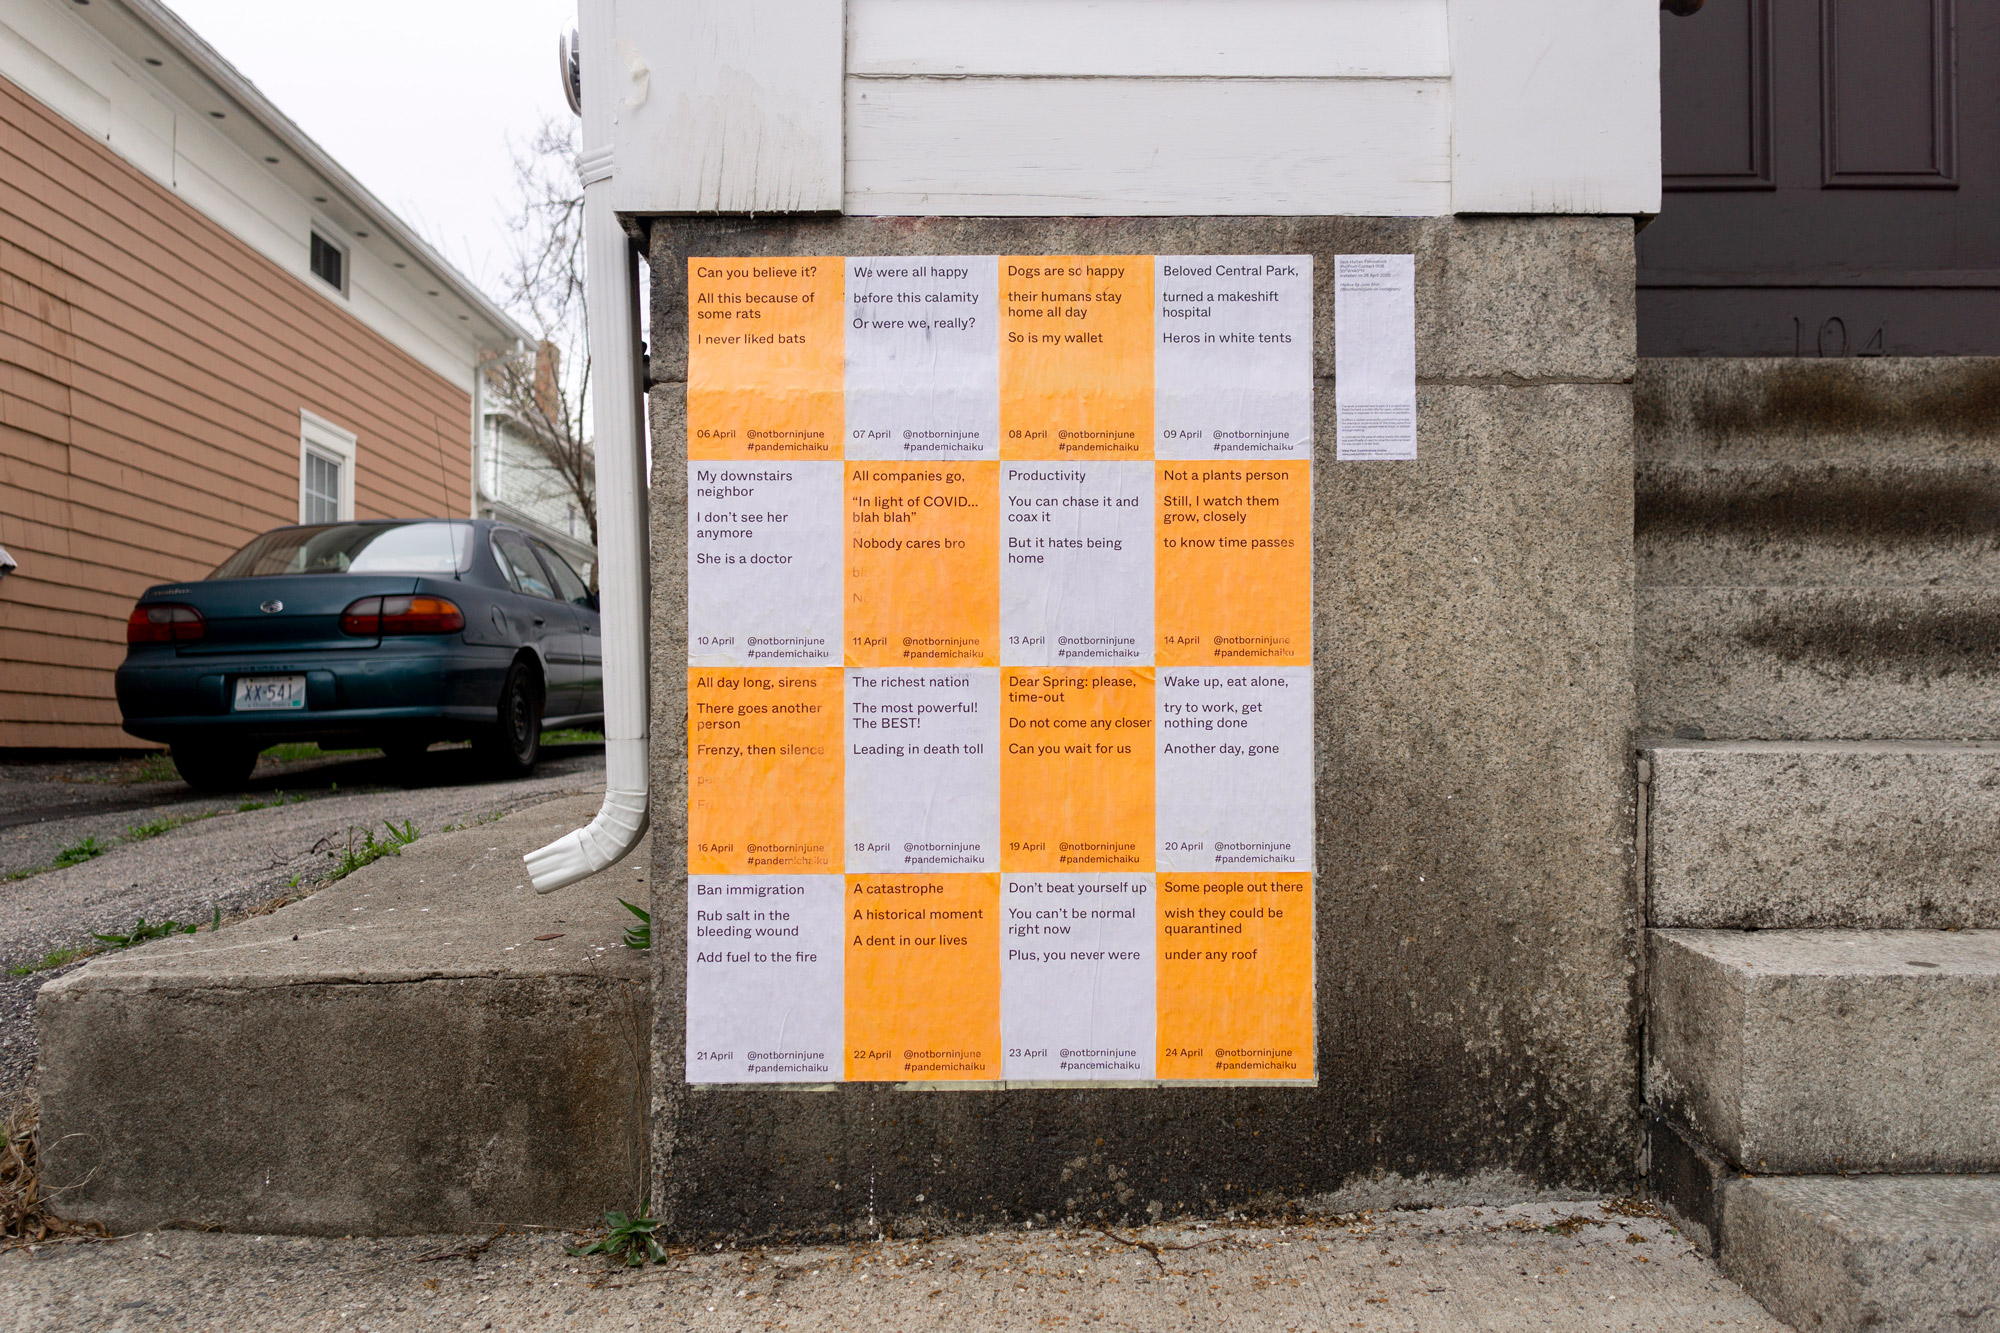 Can you believe it?
All this because of
some rats
I never liked bats
06 April @notborninjune
#pandemichaiku
We were all happy
before this calamity
Or were we, really?
07 April @notborninjune
#pandemichaiku
Dogs are so happy
their humans stay
home all day
So is my wallet
08 April @notborninjune
#pandemichaiku
Beloved Central Park,
turned a makeshift
hospital
Heros in white tents
09 April @notborninjune
#pandemichaiku
My downstairs
neighbor
I don't see her
anymore
She is a doctor
10 April @notborninjune
#pandemichaiku
All companies go,
“In light of COVID...
blah blah”
Nobody cares bro
11 April @notborninjune
#pandemichaiku
Productivity
You can chase it and
coax it
But it hates being
home
13 April @notborninjune
#pandemichaiku
Not a plants person
Still, I watch them
grow, closely
to know time passes
14 April @notborninjune
#pandemichaiku
All day long, sirens
There goes another
person
Frenzy, then silence
16 April @notborninjune
#pandemichaiku
The richest nation
The most powerful!
The BEST!
Leading in death toll
18 April @notborninjune
#pandemichaiku
Dear Spring: please,
time-out
Do not come any closer
Can you wait for us
19 April @notborninjune
#pandemichaiku
Wake up, eat alone,
try to work, get
nothing done
Another day, gone
20 April @notborninjune
#pandemichaiku
Ban immigration
Rub salt in the
bleeding wound
Add fuel to the fire
21 April @notborninjune
#pandemichaiku
A catastrophe
A historical moment
A dent in our lives
22 April @notborninjune
#pandemichaiku
Don't beat yourself up
You can't be normal
right now
Plus, you never were
23 April @notborninjune
#pandemichaiku
Some people out there
wish they could be
quarantined
under any roof
24 April @notborninjune
#pandemichaiku
104
XX-541